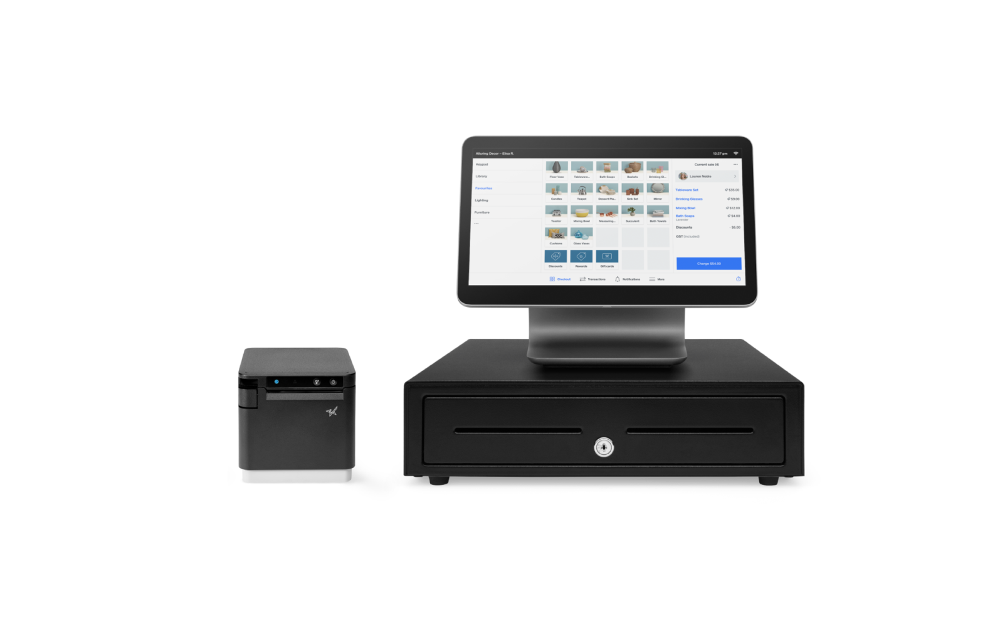 Alluring Decor – Elisa R.
12:37 pm
Keypad
Library
Favourites
Lighting
Furniture
...
Floor Vase
Tableware...
Bath Soaps
Baskets
Drinking Gl...
Candles
Teapot
Dessert Pla...
Sink Set
Mirror
Toaster
Mixing Bowl
Measuring...
Succulent
Bath Towels
Cushions
Glass Vases
Discounts
Rewards
Gift cards
Current sale (4)
...
Lauren Noble
Tableware Set $35.00
Drinking Glasses $9.00
Mixing Bowl $12.00
Bath Soaps $4.00
Lavender
Discounts - $6.00
GST (Included)
Charge $54.00
Checkout
Transactions
Notifications
More